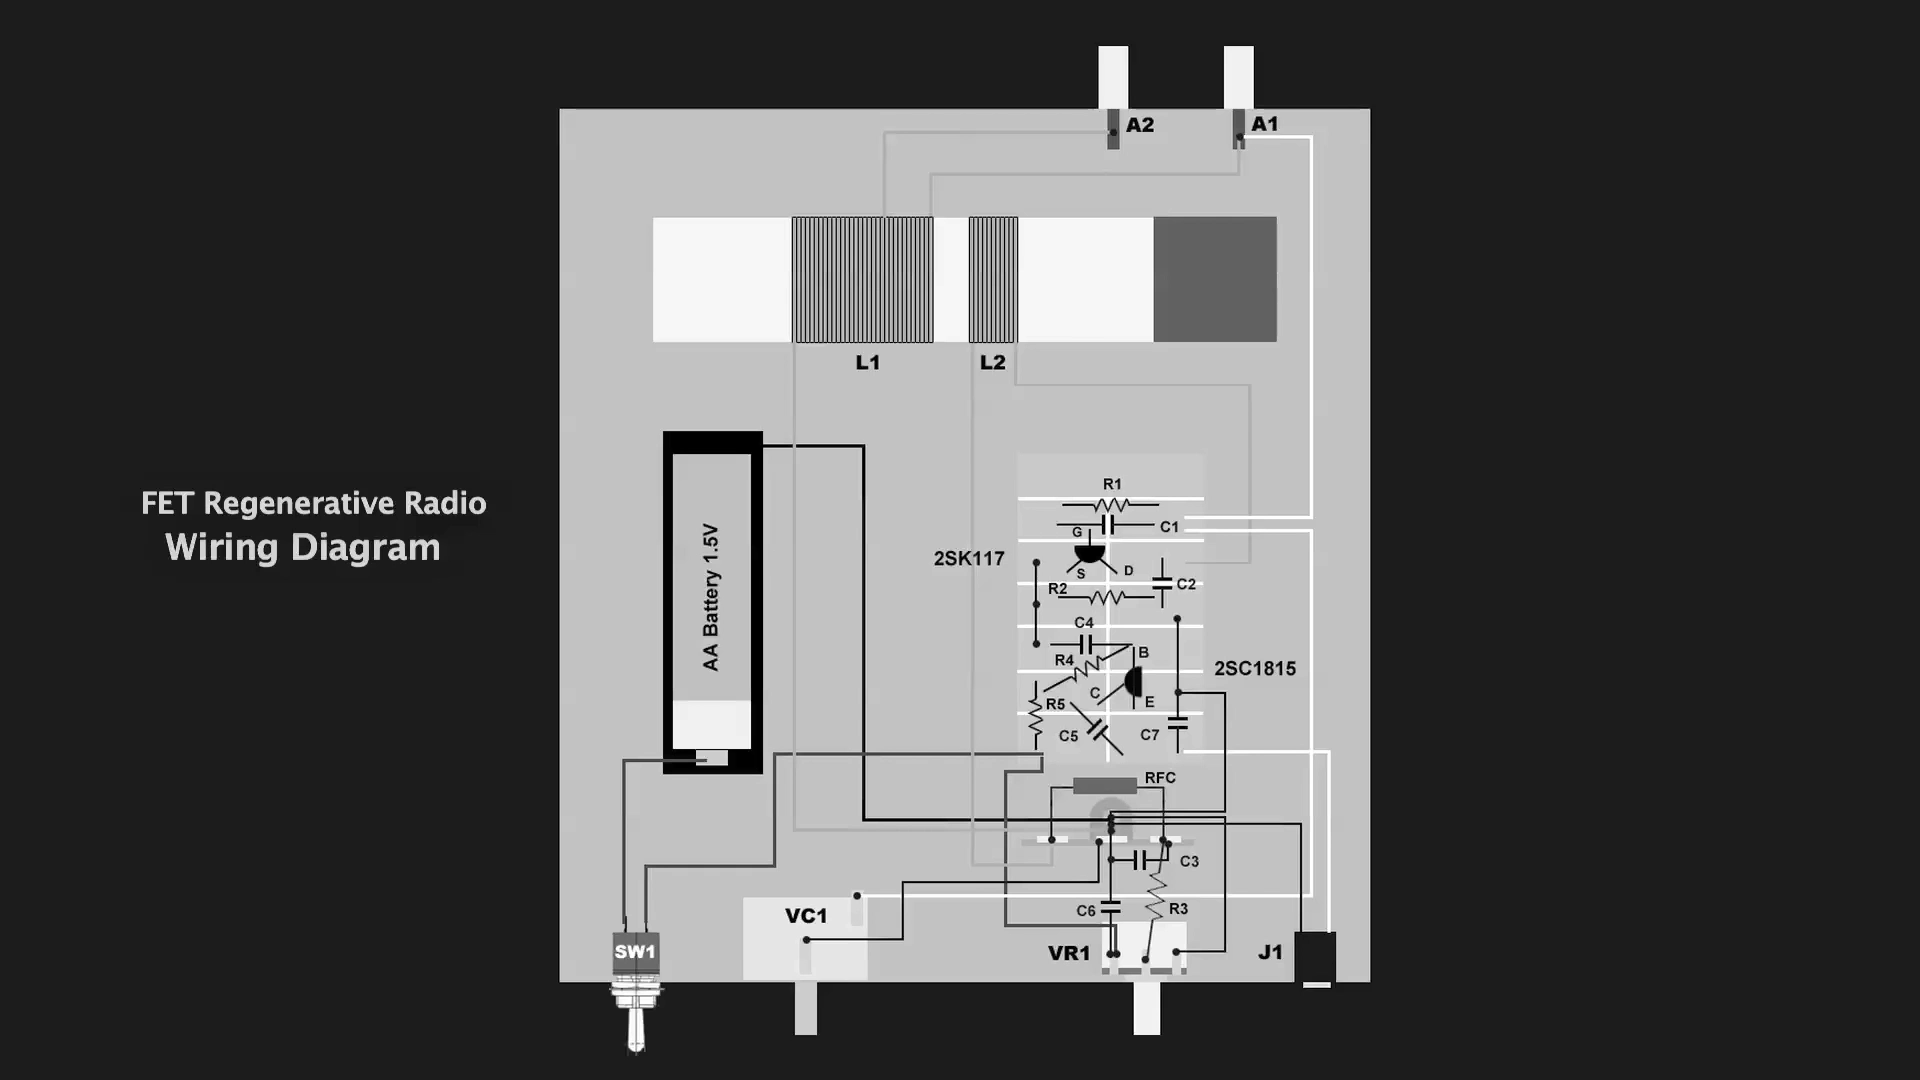 A2
A1
L1
L2
FET Regenerative Radio
Wiring Diagram
AA Battery 1.5V
R1
C1
G
2SK117
S
D
R2
C2
C4
B
R4
2SC1815
C
E
R5
C5
C7
RFC
C3
C6
R3
VC1
SW1
VR1
J1